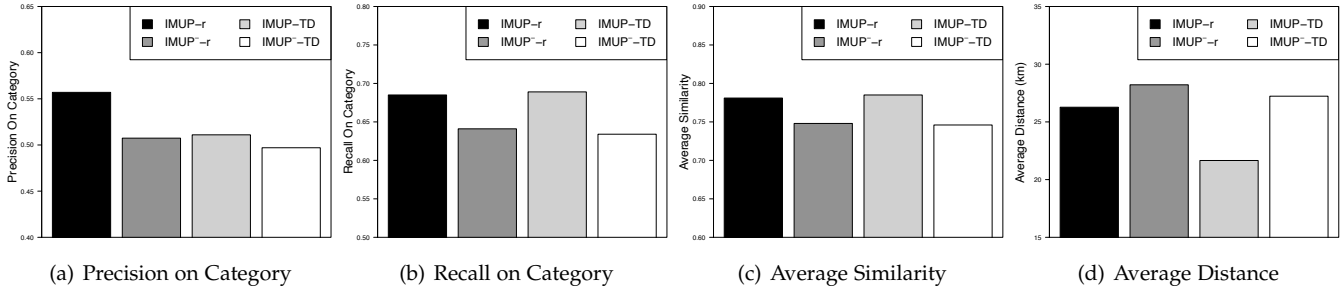 Precision On Category
0.40 0.45 0.50 0.55 0.60 0.65
IMUP−r IMUP−TD
IMUP⁻−r IMUP⁻−TD
(a) Precision on Category
Recall On Category
0.50 0.55 0.60 0.65 0.70 0.75 0.80
IMUP−r IMUP−TD
IMUP⁻−r IMUP⁻−TD
(b) Recall on Category
Average Similarity
0.60 0.65 0.70 0.75 0.80 0.85 0.90
IMUP−r IMUP−TD
IMUP⁻−r IMUP⁻−TD
(c) Average Similarity
Average Distance (km)
15 20 25 30 35
IMUP−r IMUP−TD
IMUP⁻−r IMUP⁻−TD
(d) Average Distance